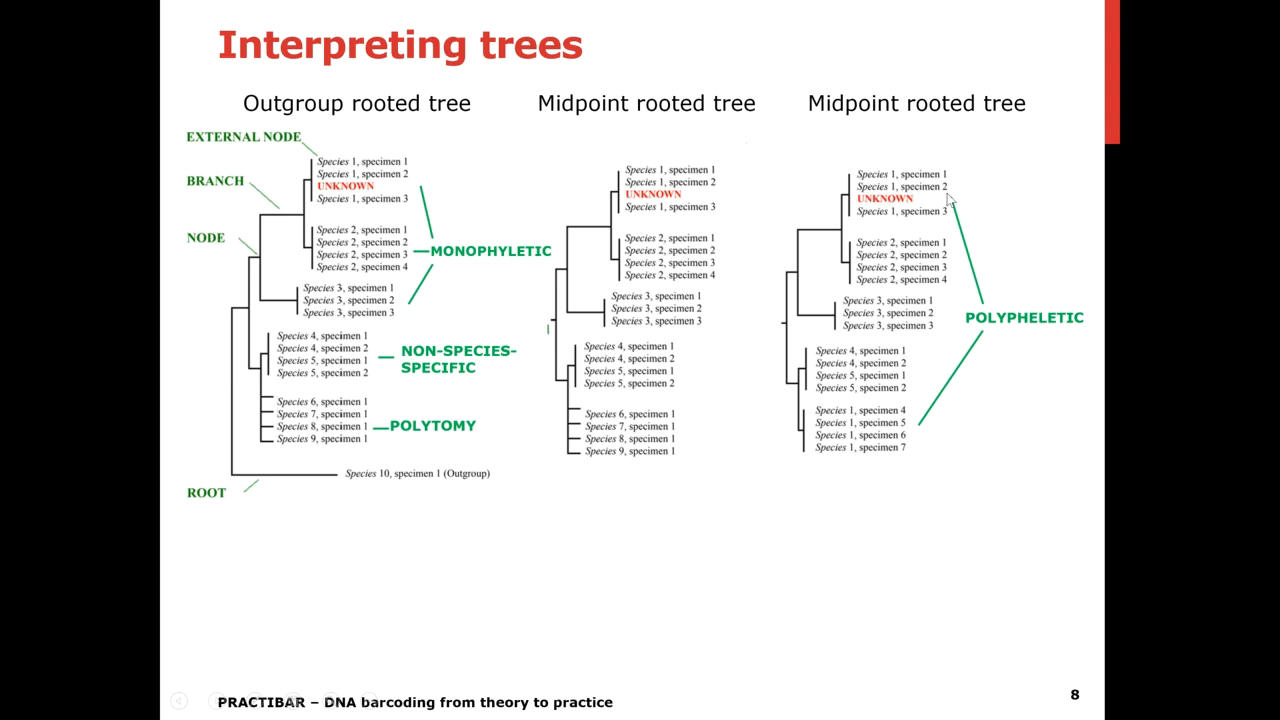 Interpreting trees
Outgroup rooted tree
EXTERNAL NODE
BRANCH
NODE
Species 1, specimen 1
Species 1, specimen 2
UNKNOWN
Species 1, specimen 3
Species 2, specimen 1
Species 2, specimen 2
Species 2, specimen 3
Species 2, specimen 4
MONOPHYLETIC
Species 3, specimen 1
Species 3, specimen 2
Species 3, specimen 3
Species 4, specimen 1
Species 4, specimen 2
Species 5, specimen 1
Species 5, specimen 2
NON-SPECIES-
SPECIFIC
Species 6, specimen 1
Species 7, specimen 1
Species 8, specimen 1
Species 9, specimen 1
POLYTOMY
Species 10, specimen 1 (Outgroup)
ROOT
Midpoint rooted tree
Species 1, specimen 1
Species 1, specimen 2
UNKNOWN
Species 1, specimen 3
Species 2, specimen 1
Species 2, specimen 2
Species 2, specimen 3
Species 2, specimen 4
Species 3, specimen 1
Species 3, specimen 2
Species 3, specimen 3
Species 4, specimen 1
Species 4, specimen 2
Species 5, specimen 1
Species 5, specimen 2
Species 6, specimen 1
Species 7, specimen 1
Species 8, specimen 1
Species 9, specimen 1
Midpoint rooted tree
Species 1, specimen 1
Species 1, specimen 2
UNKNOWN
Species 1, specimen 3
Species 2, specimen 1
Species 2, specimen 2
Species 2, specimen 3
Species 2, specimen 4
Species 3, specimen 1
Species 3, specimen 2
Species 3, specimen 3
POLYPHELETIC
Species 4, specimen 1
Species 4, specimen 2
Species 5, specimen 1
Species 5, specimen 2
Species 1, specimen 4
Species 1, specimen 5
Species 1, specimen 6
Species 1, specimen 7
PRACTIBAR – DNA barcoding from theory to practice
8